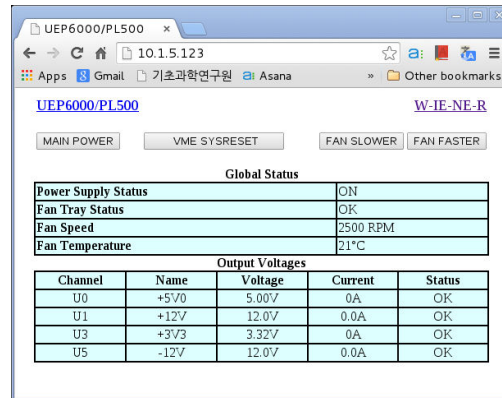 UEP6000/PL500 ×
10.1.5.123
Apps Gmail 기초과학연구원 Asana » Other bookmarks
UEP6000/PL500 W-IE-NE-R
MAIN POWER VME SYSRESET FAN SLOWER FAN FASTER
Global Status
Power Supply Status ON
Fan Tray Status OK
Fan Speed 2500 RPM
Fan Temperature 21°C
Output Voltages
Channel Name Voltage Current Status
U0 +5V0 5.00V 0A OK
U1 +12V 12.0V 0.0A OK
U3 +3V3 3.32V 0A OK
U5 -12V 12.0V 0.0A OK